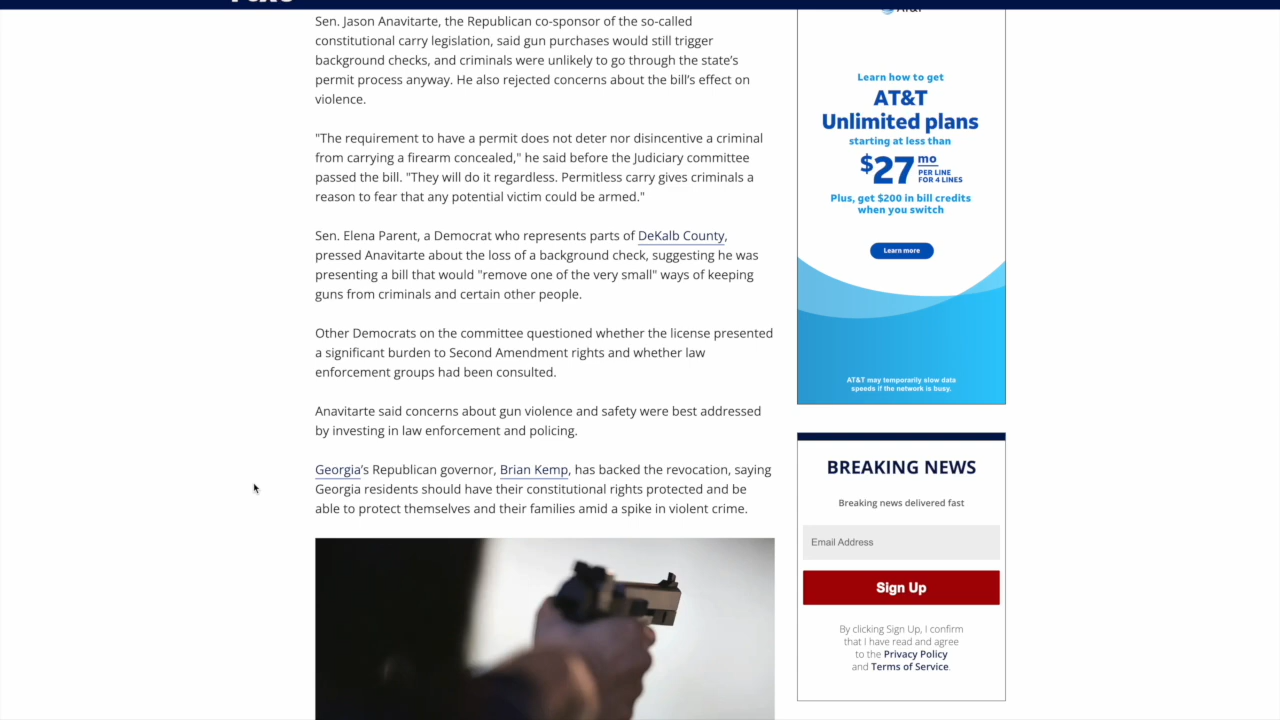 Sen. Jason Anavitarte, the Republican co-sponsor of the so-called
constitutional carry legislation, said gun purchases would still trigger
background checks, and criminals were unlikely to go through the state's
permit process anyway. He also rejected concerns about the bill's effect on
violence.
"The requirement to have a permit does not deter nor disincentive a criminal
from carrying a firearm concealed," he said before the Judiciary committee
passed the bill. "They will do it regardless. Permitless carry gives criminals a
reason to fear that any potential victim could be armed."
Sen. Elena Parent, a Democrat who represents parts of DeKalb County,
pressed Anavitarte about the loss of a background check, suggesting he was
presenting a bill that would "remove one of the very small" ways of keeping
guns from criminals and certain other people.
Other Democrats on the committee questioned whether the license presented
a significant burden to Second Amendment rights and whether law
enforcement groups had been consulted.
Anavitarte said concerns about gun violence and safety were best addressed
by investing in law enforcement and policing.
Georgia's Republican governor, Brian Kemp, has backed the revocation, saying
Georgia residents should have their constitutional rights protected and be
able to protect themselves and their families amid a spike in violent crime.
AT&T
Learn how to get
AT&T
Unlimited plans
starting at less than
$27 mo
PER LINE
FOR 4 LINES
Plus, get $200 in bill credits
when you switch
Learn more
AT&T may temporarily slow data
speeds if the network is busy.
BREAKING NEWS
Breaking news delivered fast
Email Address
Sign Up
By clicking Sign Up, I confirm
that I have read and agree
to the Privacy Policy
and Terms of Service.